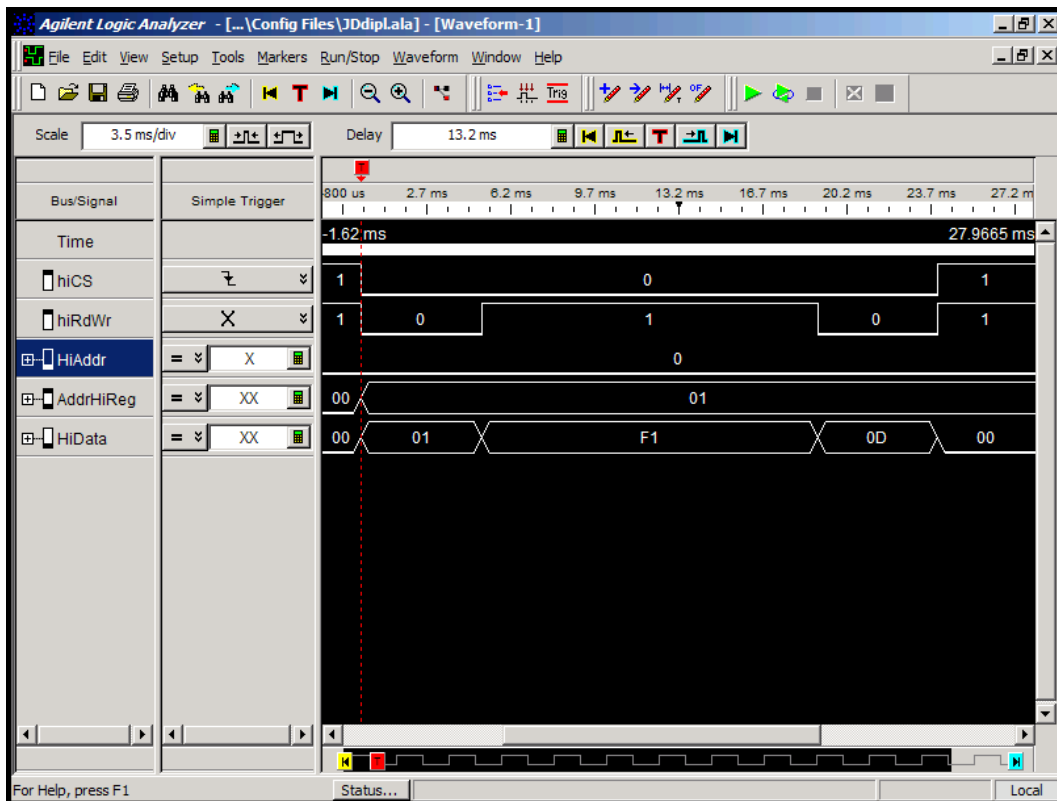 Agilent Logic Analyzer - [...\Config Files\JDdipl.ala] - [Waveform-1]
File Edit View Setup Tools Markers Run/Stop Waveform Window Help
T Trig
Scale 3.5 ms/div Delay 13.2 ms T
T
Bus/Signal Simple Trigger -800 us 2.7 ms 6.2 ms 9.7 ms 13.2 ms 16.7 ms 20.2 ms 23.7 ms 27.2 m
Time -1.62 ms 27.9665 ms
hiCS 1 0 1
hiRdWr X 1 0 1 0 1
HiAddr = X 0
AddrHiReg = XX 00 01
HiData = XX 00 01 F1 0D 00
T
For Help, press F1 Status... Local